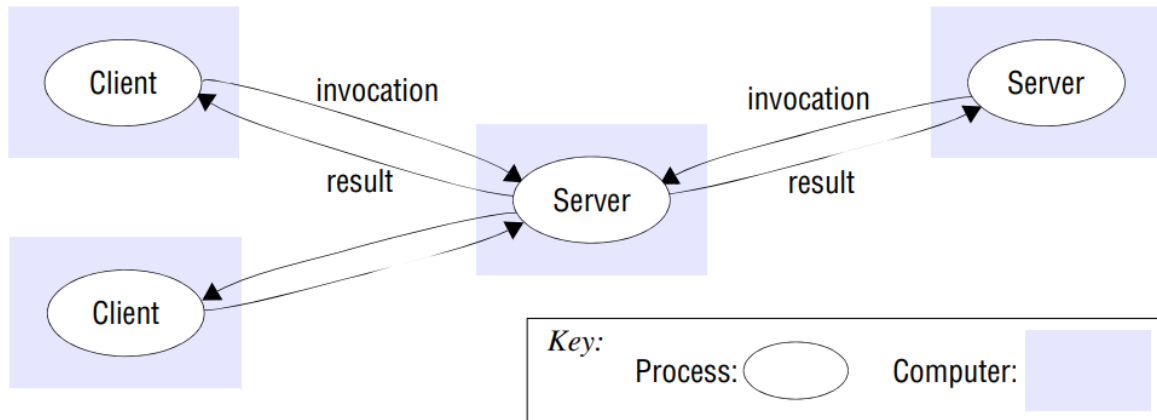 Client
invocation
result
Server
invocation
result
Server
Client
Key:
Process:
Computer: